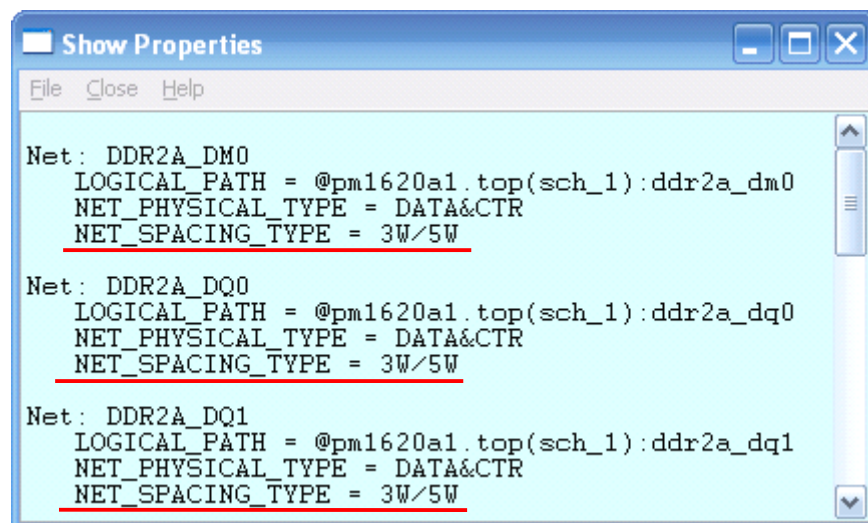 Show Properties
File Close Help
Net: DDR2A_DM0
LOGICAL_PATH = @pm1620a1.top(sch_1):ddr2a_dm0
NET_PHYSICAL_TYPE = DATA&CTR
NET_SPACING_TYPE = 3W/5W
Net: DDR2A_DQ0
LOGICAL_PATH = @pm1620a1.top(sch_1):ddr2a_dq0
NET_PHYSICAL_TYPE = DATA&CTR
NET_SPACING_TYPE = 3W/5W
Net: DDR2A_DQ1
LOGICAL_PATH = @pm1620a1.top(sch_1):ddr2a_dq1
NET_PHYSICAL_TYPE = DATA&CTR
NET_SPACING_TYPE = 3W/5W